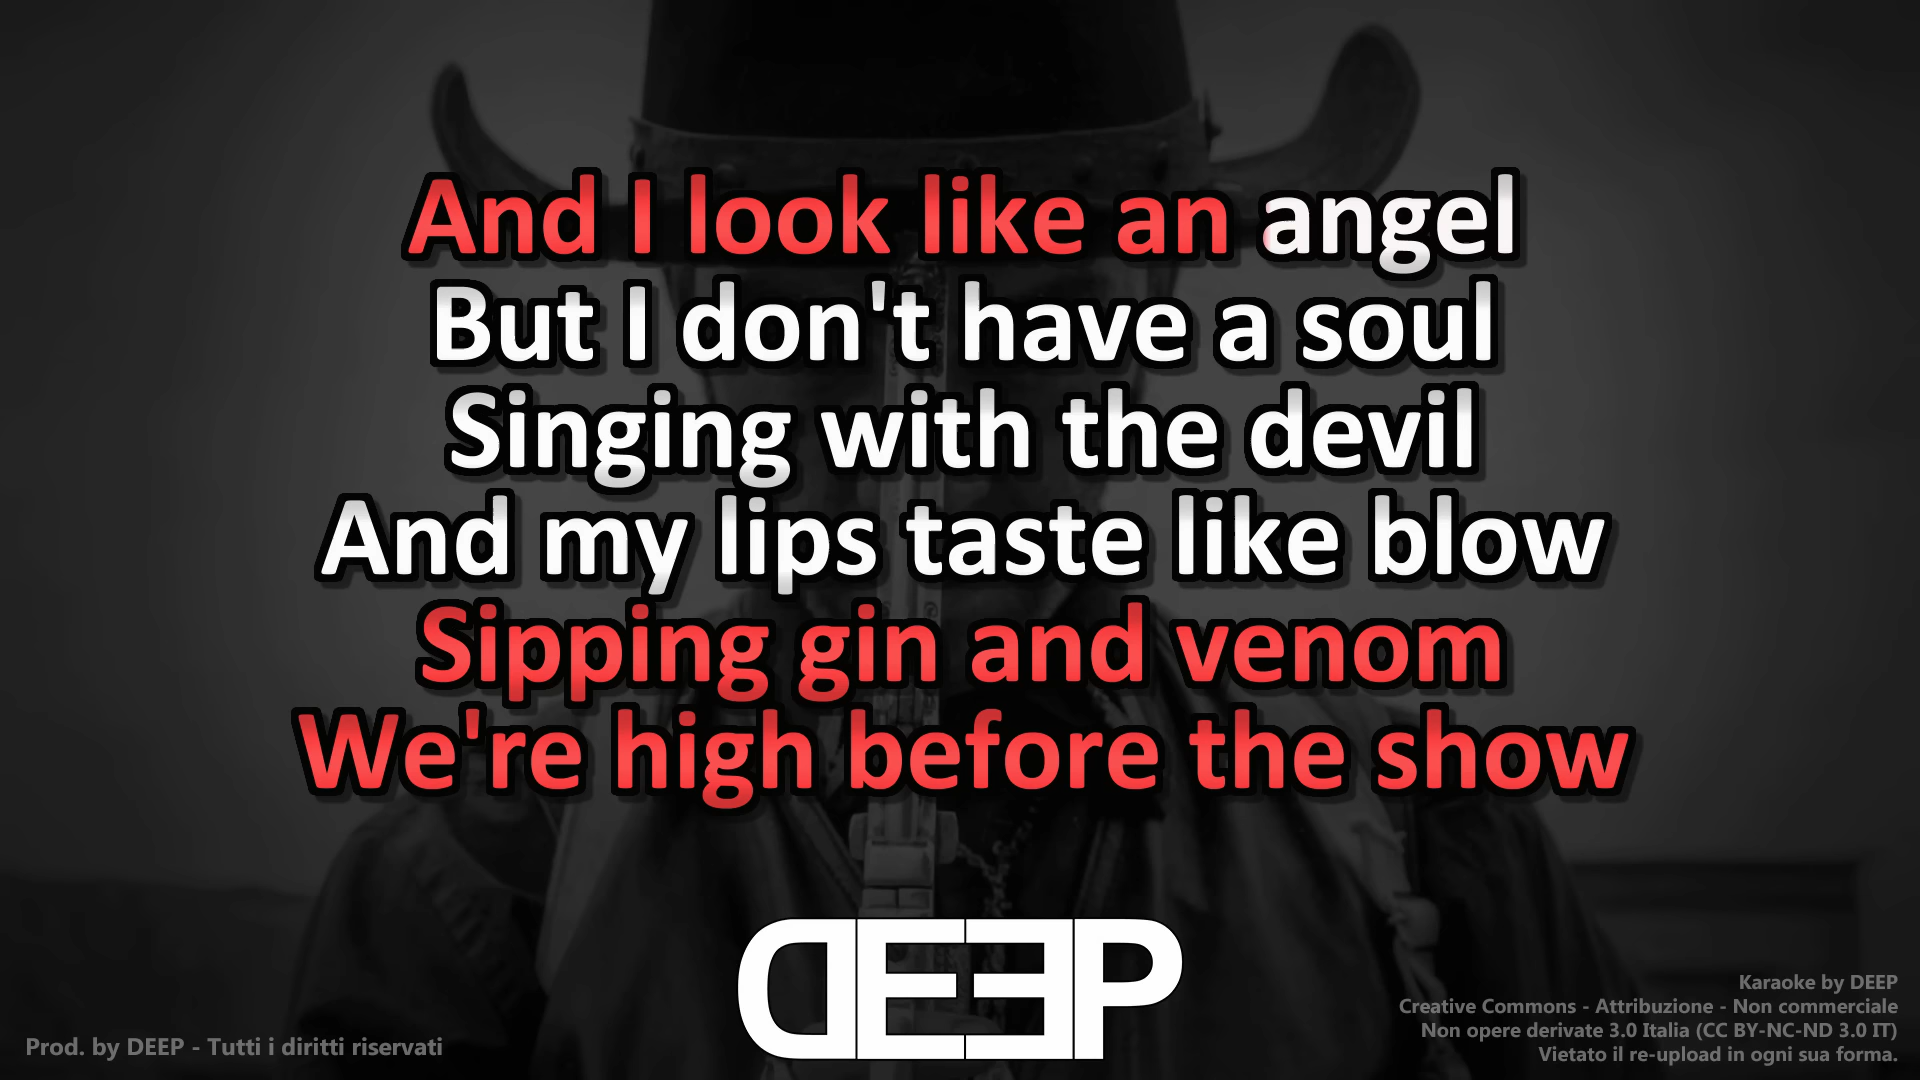 And I look like an angel
But I don't have a soul
Singing with the devil
And my lips taste like blow
Sipping gin and venom
We're high before the show
DEEP
Prod. by DEEP - Tutti i diritti riservati
Karaoke by DEEP
Creative Commons - Attribuzione - Non commerciale
Non opere derivate 3.0 Italia (CC BY-NC-ND 3.0 IT)
Vietato il re-upload in ogni sua forma.